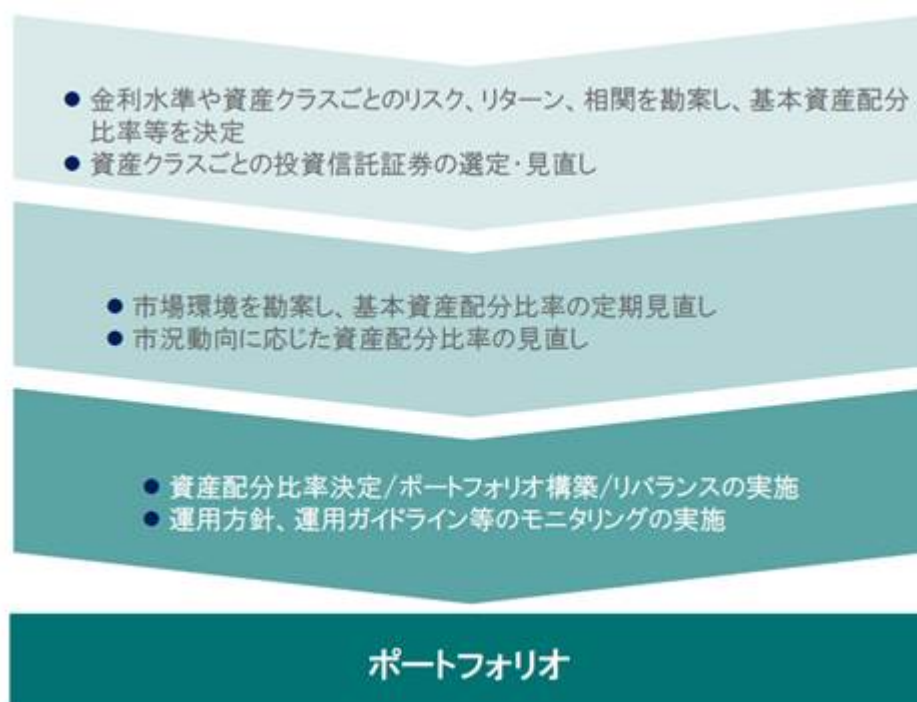 ● 金利水準や資産クラスごとのリスク、リターン、相関を勘案し、基本資産配分
比率等を決定
● 資産クラスごとの投資信託証券の選定・見直し
● 市場環境を勘案し、基本資産配分比率の定期見直し
● 市況動向に応じた資産配分比率の見直し
● 資産配分比率決定/ポートフォリオ構築/リバランスの実施
● 運用方針、運用ガイドライン等のモニタリングの実施
ポートフォリオ